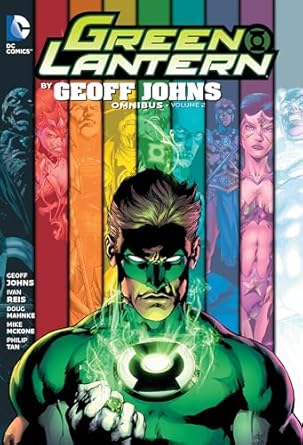 DC COMICS™
GREEN
LANTERN
BY GEOFF JOHNS
OMNIBUS • VOLUME 2
GEOFF
JOHNS
IVAN
REIS
DOUG
MAHNKE
MIKE
MCKONE
PHILIP
TAN